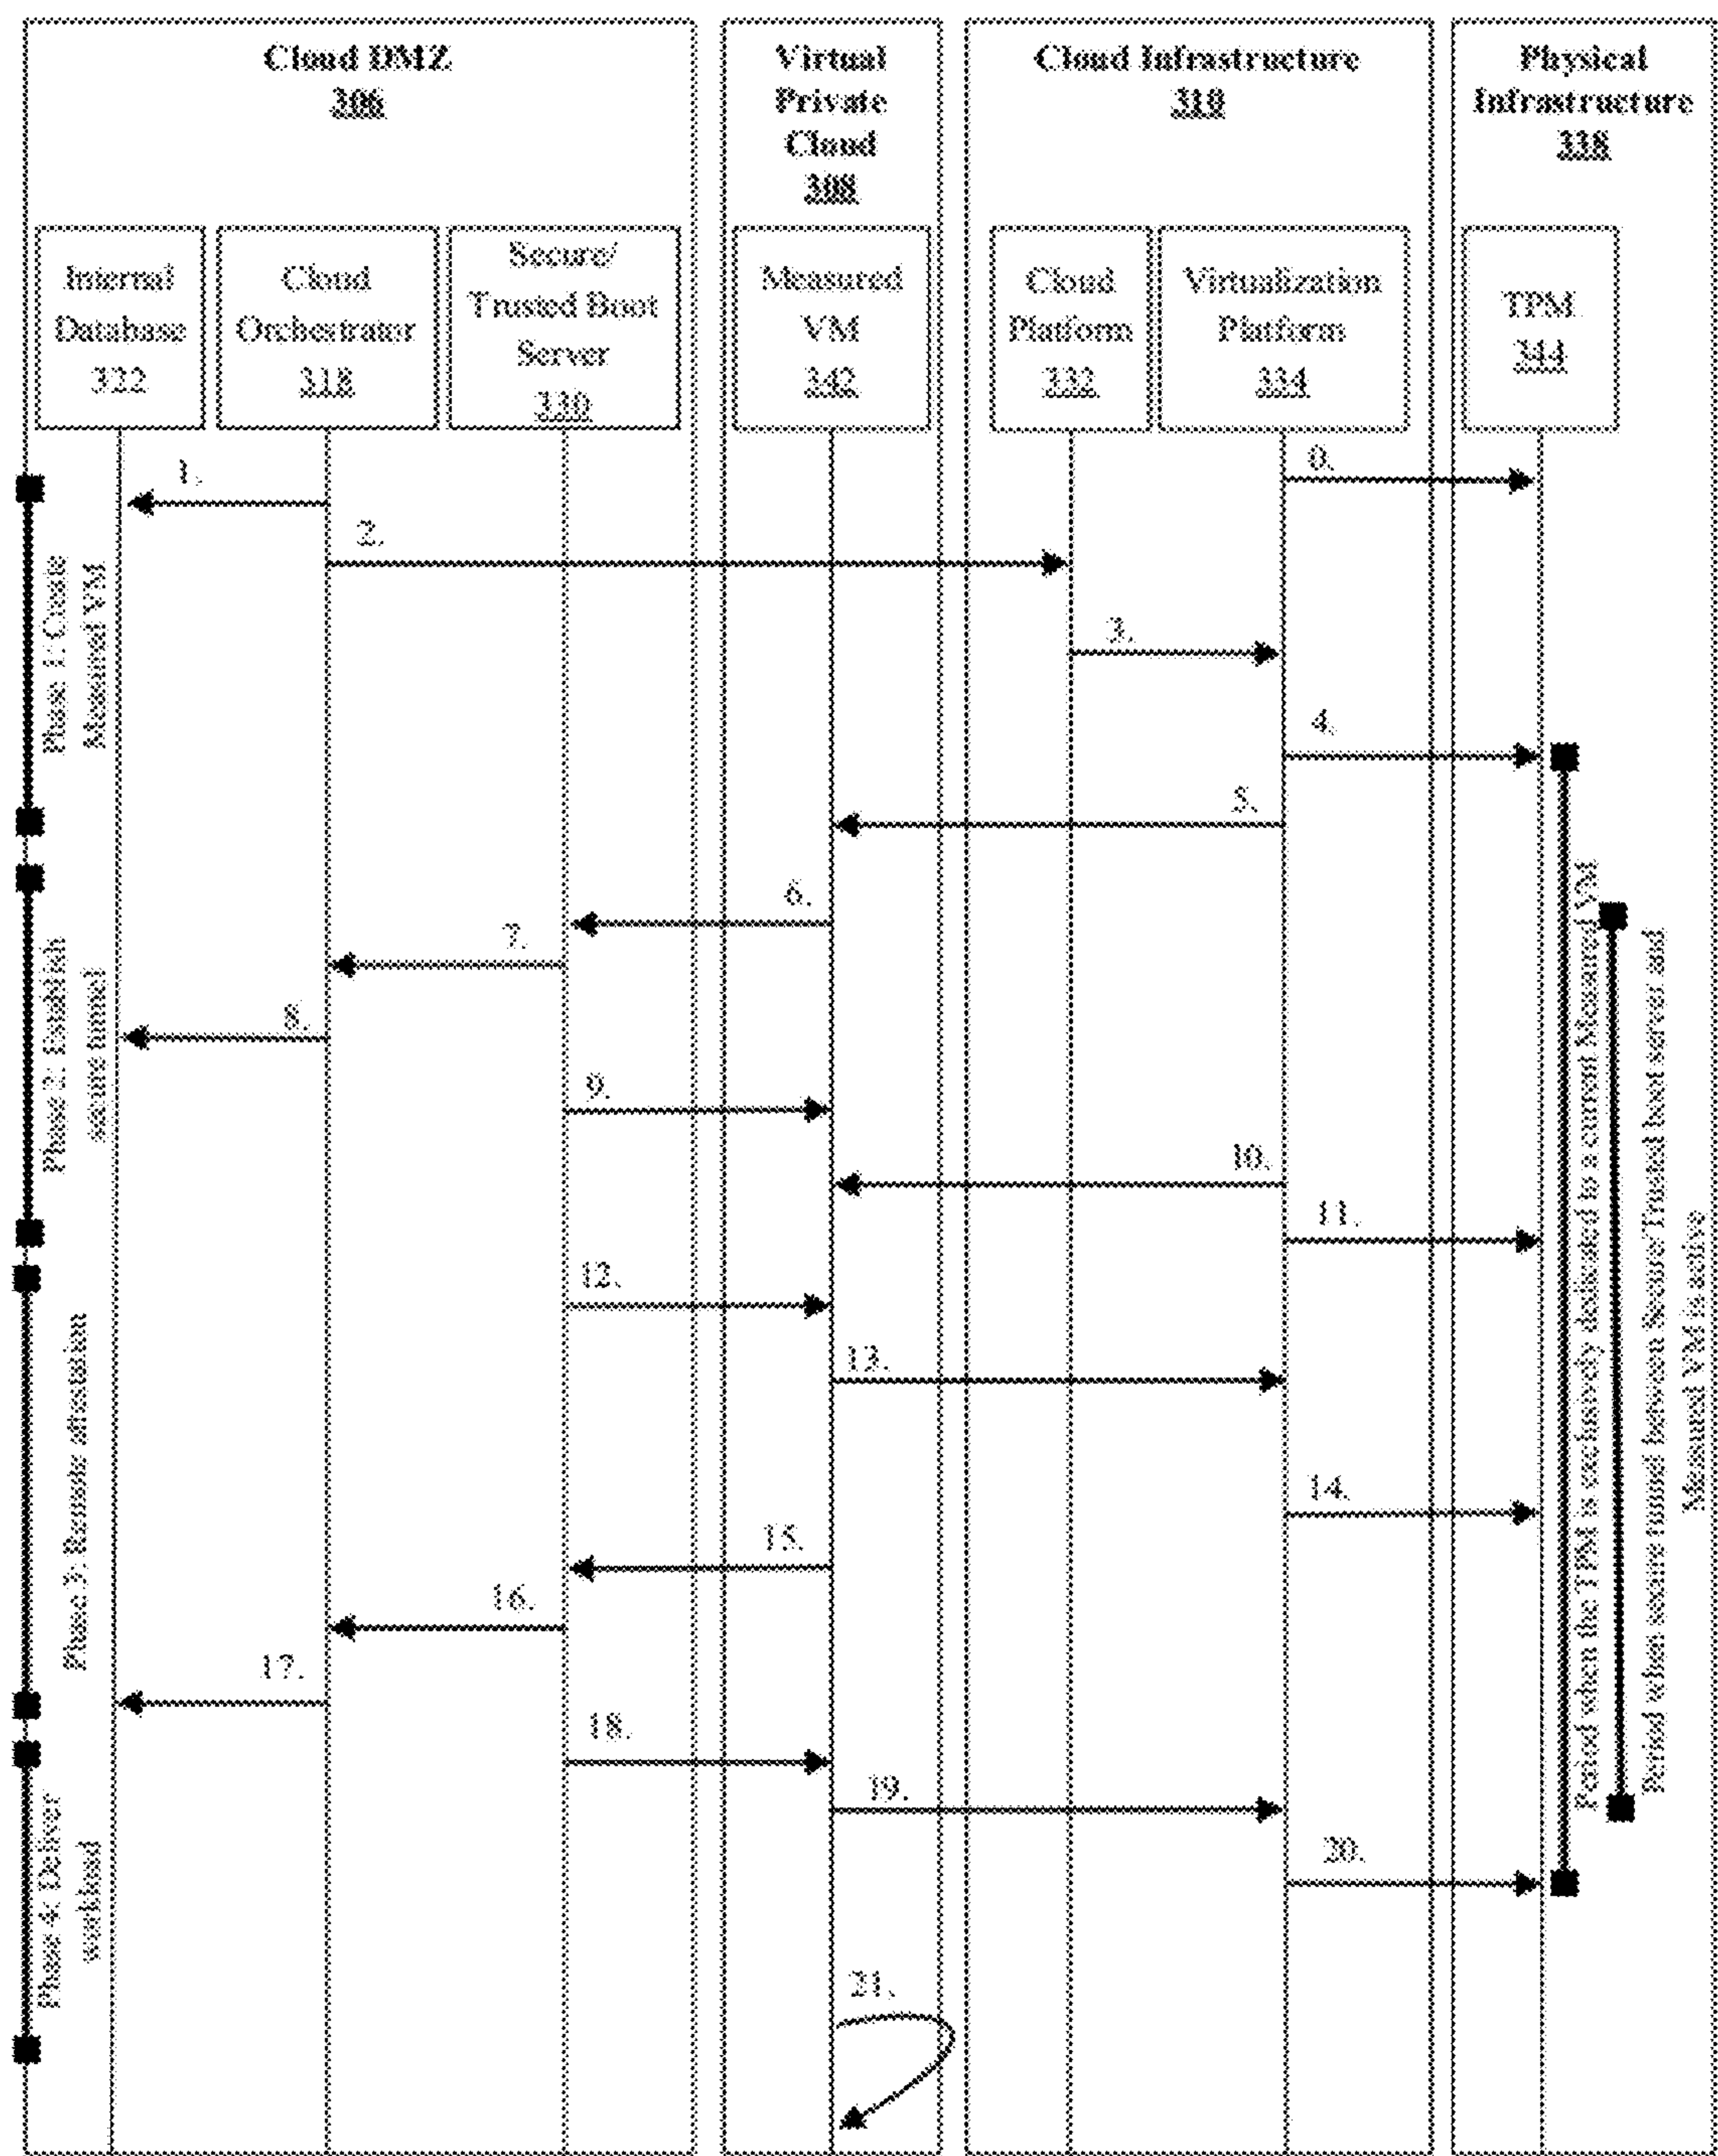 Cloud DMZ
306
Virtual
Private
Cloud
308
Cloud Infrastructure
310
Physical
Infrastructure
338
Internal
Database
322
Cloud
Orchestrator
318
Secure/
Trusted Boot
Server
330
Measured
VM
342
Cloud
Platform
332
Virtualization
Platform
334
TPM
344
0.
1.
2.
3.
4.
5.
6.
7.
8.
9.
10.
11.
12.
13.
14.
15.
16.
17.
18.
19.
20.
21.
Phase 1: Create
Measured VM
Phase 2: Establish
secure tunnel
Phase 3: Remote attestation
Phase 4: Deliver
workload
Period when the TPM is exclusively dedicated to a current Measured VM
Period when secure tunnel between Secure/Trusted boot server and
Measured VM is active